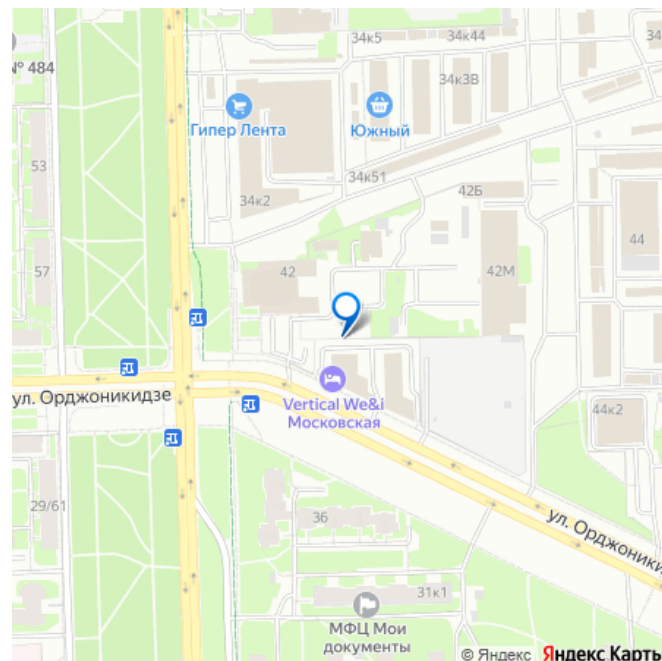 34к5
34к44
№ 484
34к3В
Гипер Лента
Южный
53
34к51
34к2
42Б
44
57
42
42М
ул. Орджоникидзе
Vertical We&i
Московская
44к2
29/61
36
ул. Орджоники
31к1
МФЦ Мои
документы
© Яндекс Яндекс Карты